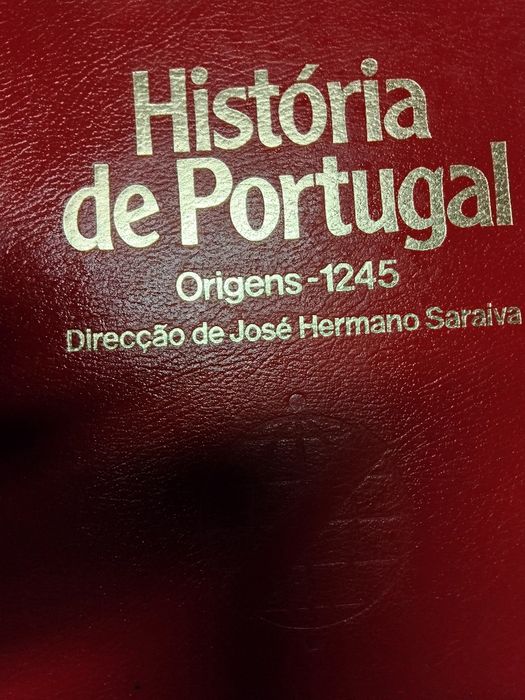 História
de Portugal
Origens-1245
Direcção de José Hermano Saraiva